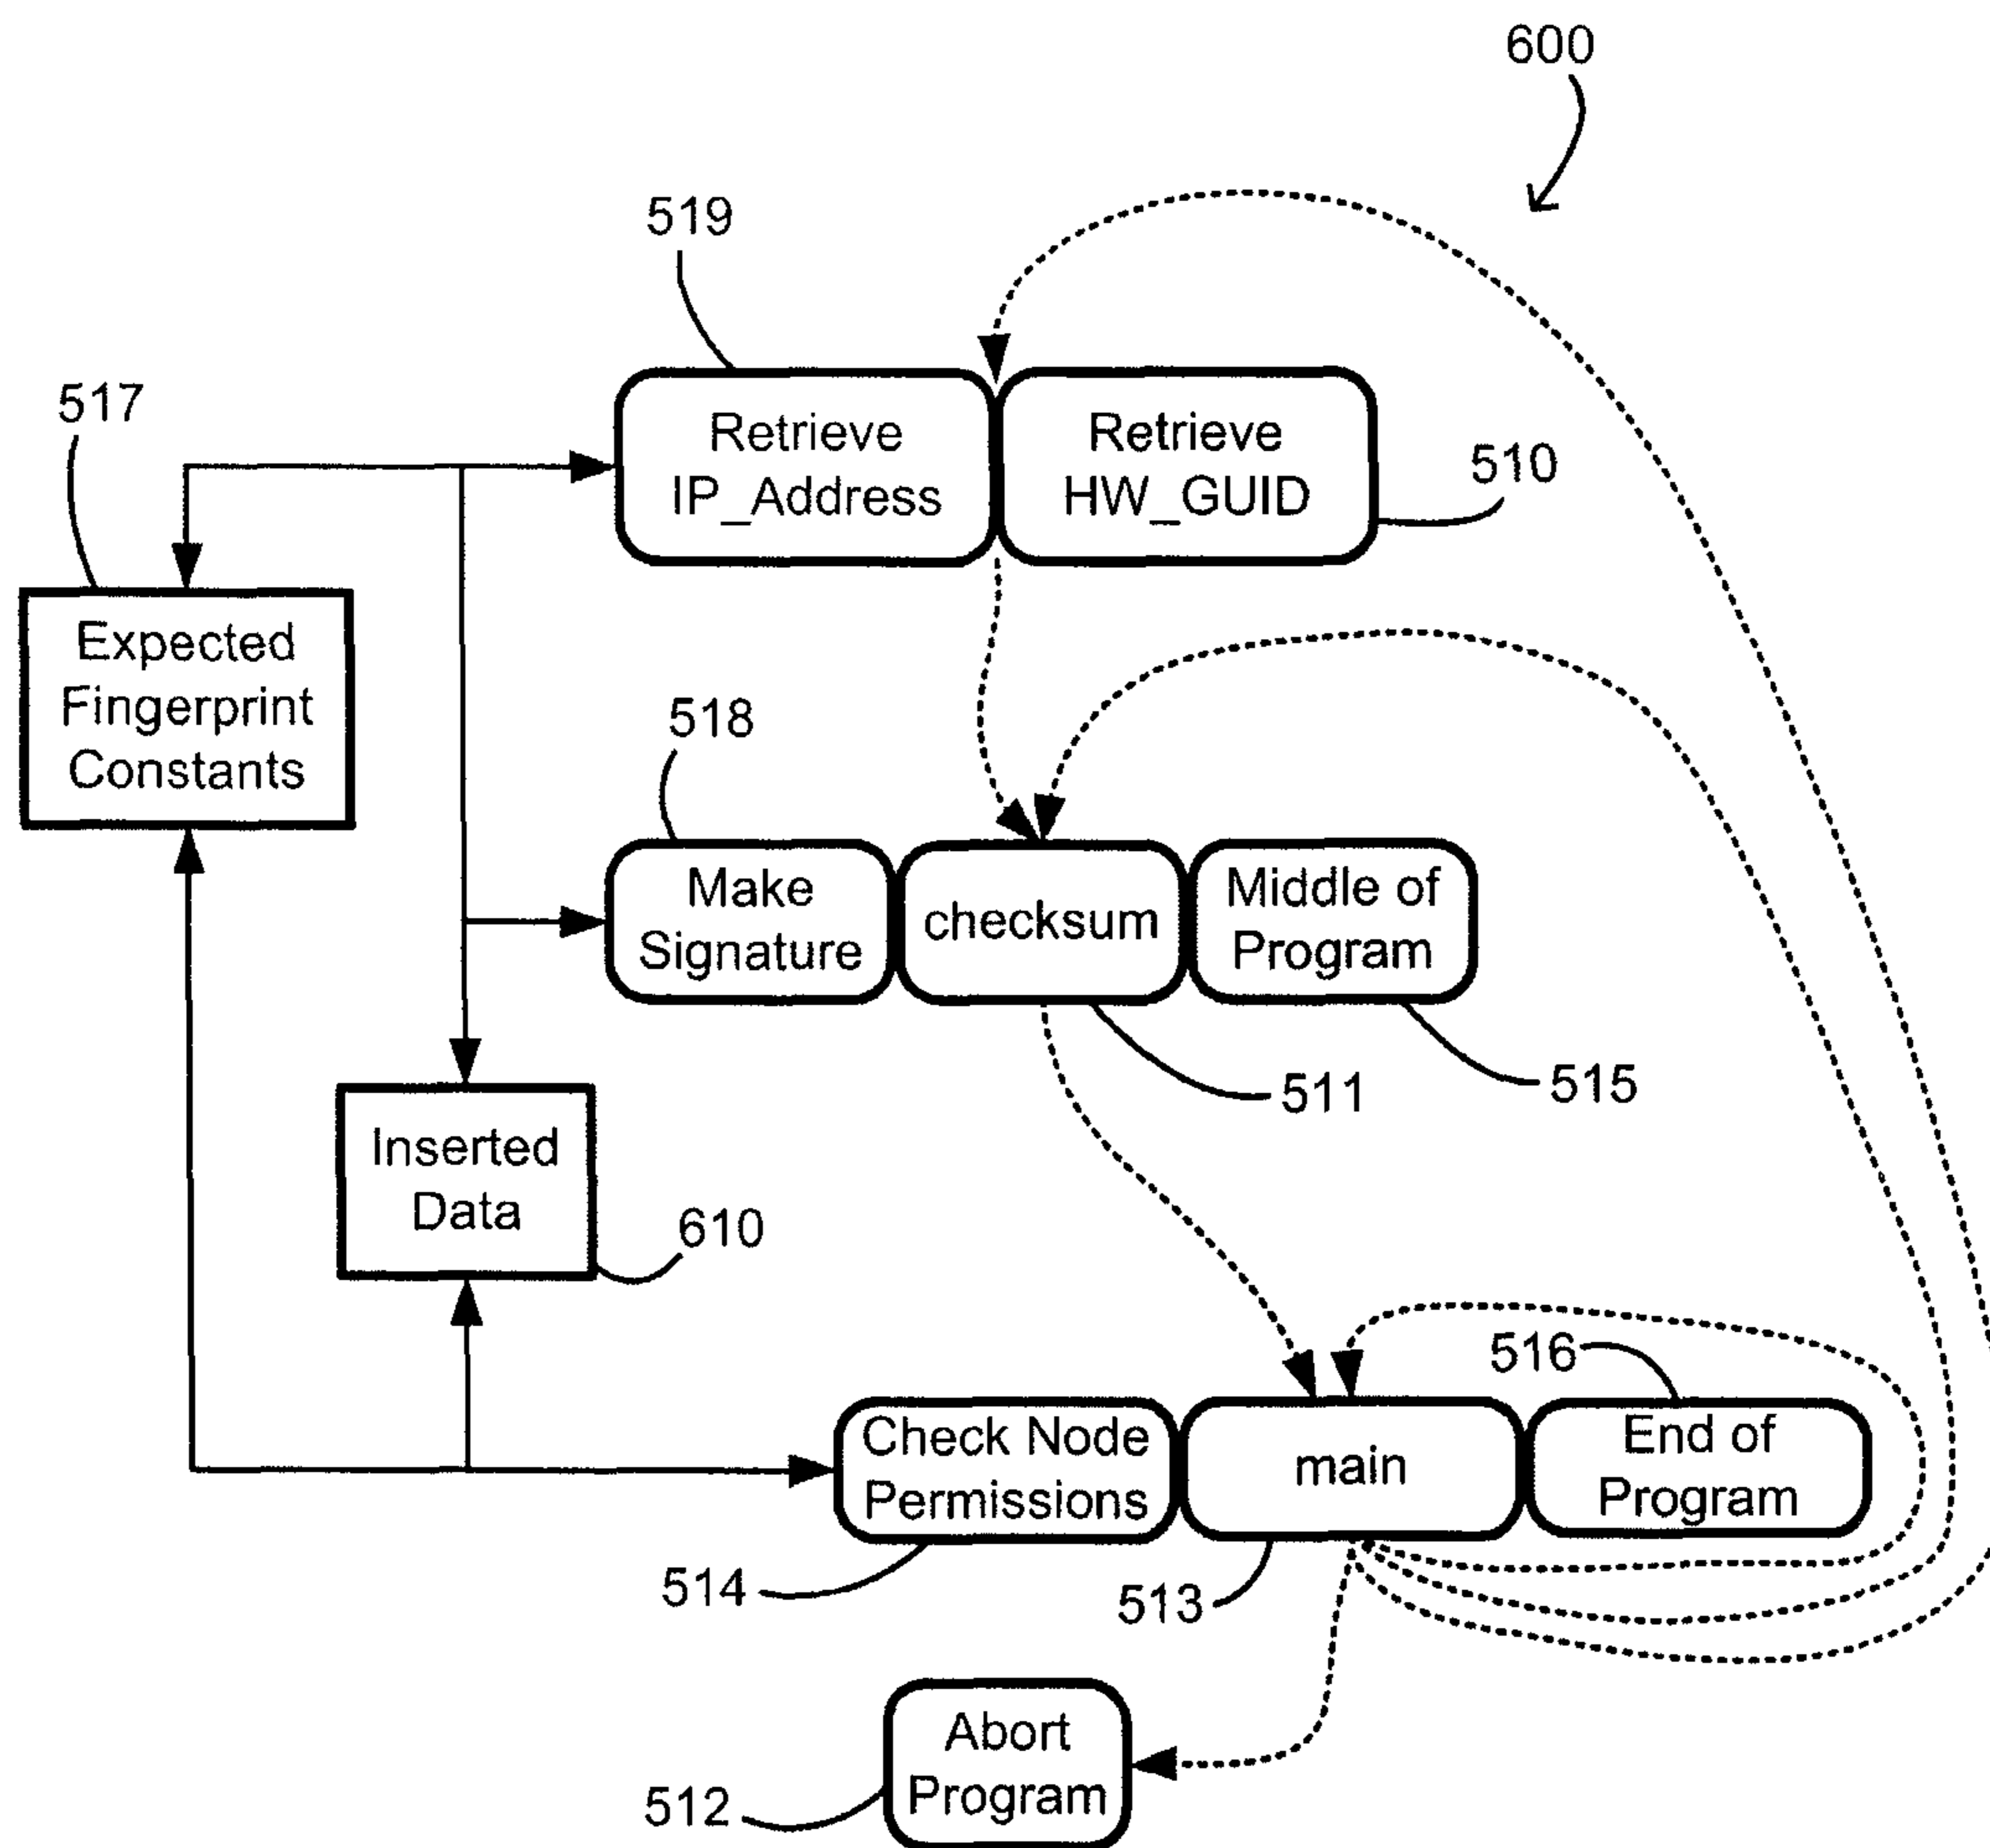 600
519
517
Retrieve
IP_Address
Retrieve
HW_GUID
510
Expected
Fingerprint
Constants
518
Make
Signature
checksum
Middle of
Program
511
515
Inserted
Data
610
516
Check Node
Permissions
main
End of
Program
514
513
Abort
Program
512